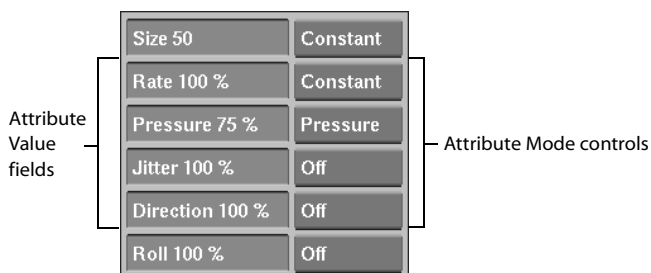 Size 50 Constant
Rate 100 % Constant
Attribute
Value
fields
Pressure 75 % Pressure
Attribute Mode controls
Jitter 100 % Off
Direction 100 % Off
Roll 100 % Off